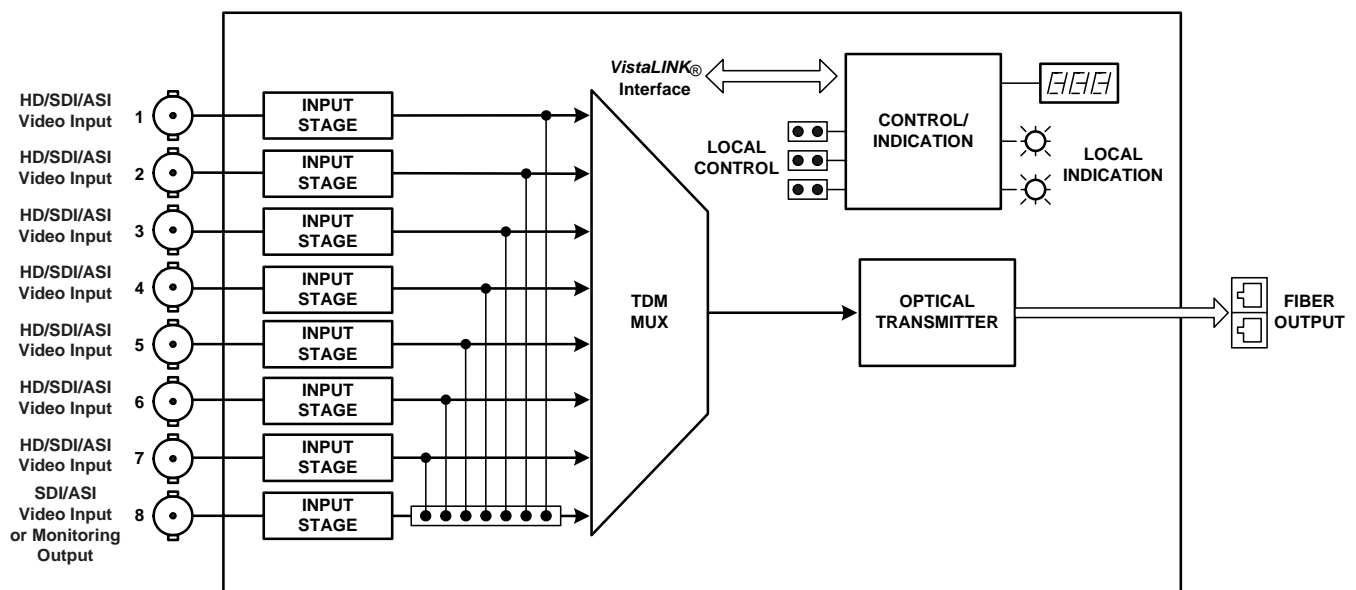 HD/SDI/ASI
Video Input
1
INPUT
STAGE
HD/SDI/ASI
Video Input
2
INPUT
STAGE
HD/SDI/ASI
Video Input
3
INPUT
STAGE
HD/SDI/ASI
Video Input
4
INPUT
STAGE
HD/SDI/ASI
Video Input
5
INPUT
STAGE
HD/SDI/ASI
Video Input
6
INPUT
STAGE
HD/SDI/ASI
Video Input
7
INPUT
STAGE
SDI/ASI
Video Input
or Monitoring
Output
8
INPUT
STAGE
TDM
MUX
VistaLINK®
Interface
LOCAL
CONTROL
CONTROL/
INDICATION
LOCAL
INDICATION
OPTICAL
TRANSMITTER
FIBER
OUTPUT